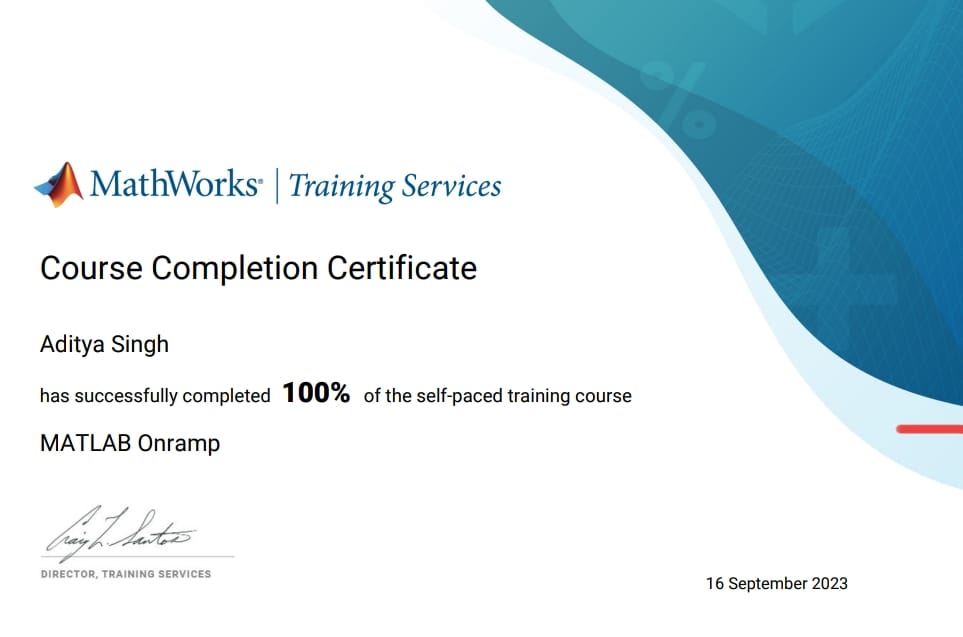 MathWorks® | Training Services
Course Completion Certificate
Aditya Singh
has successfully completed 100% of the self-paced training course
MATLAB Onramp
Craig L. Santos
DIRECTOR, TRAINING SERVICES
16 September 2023